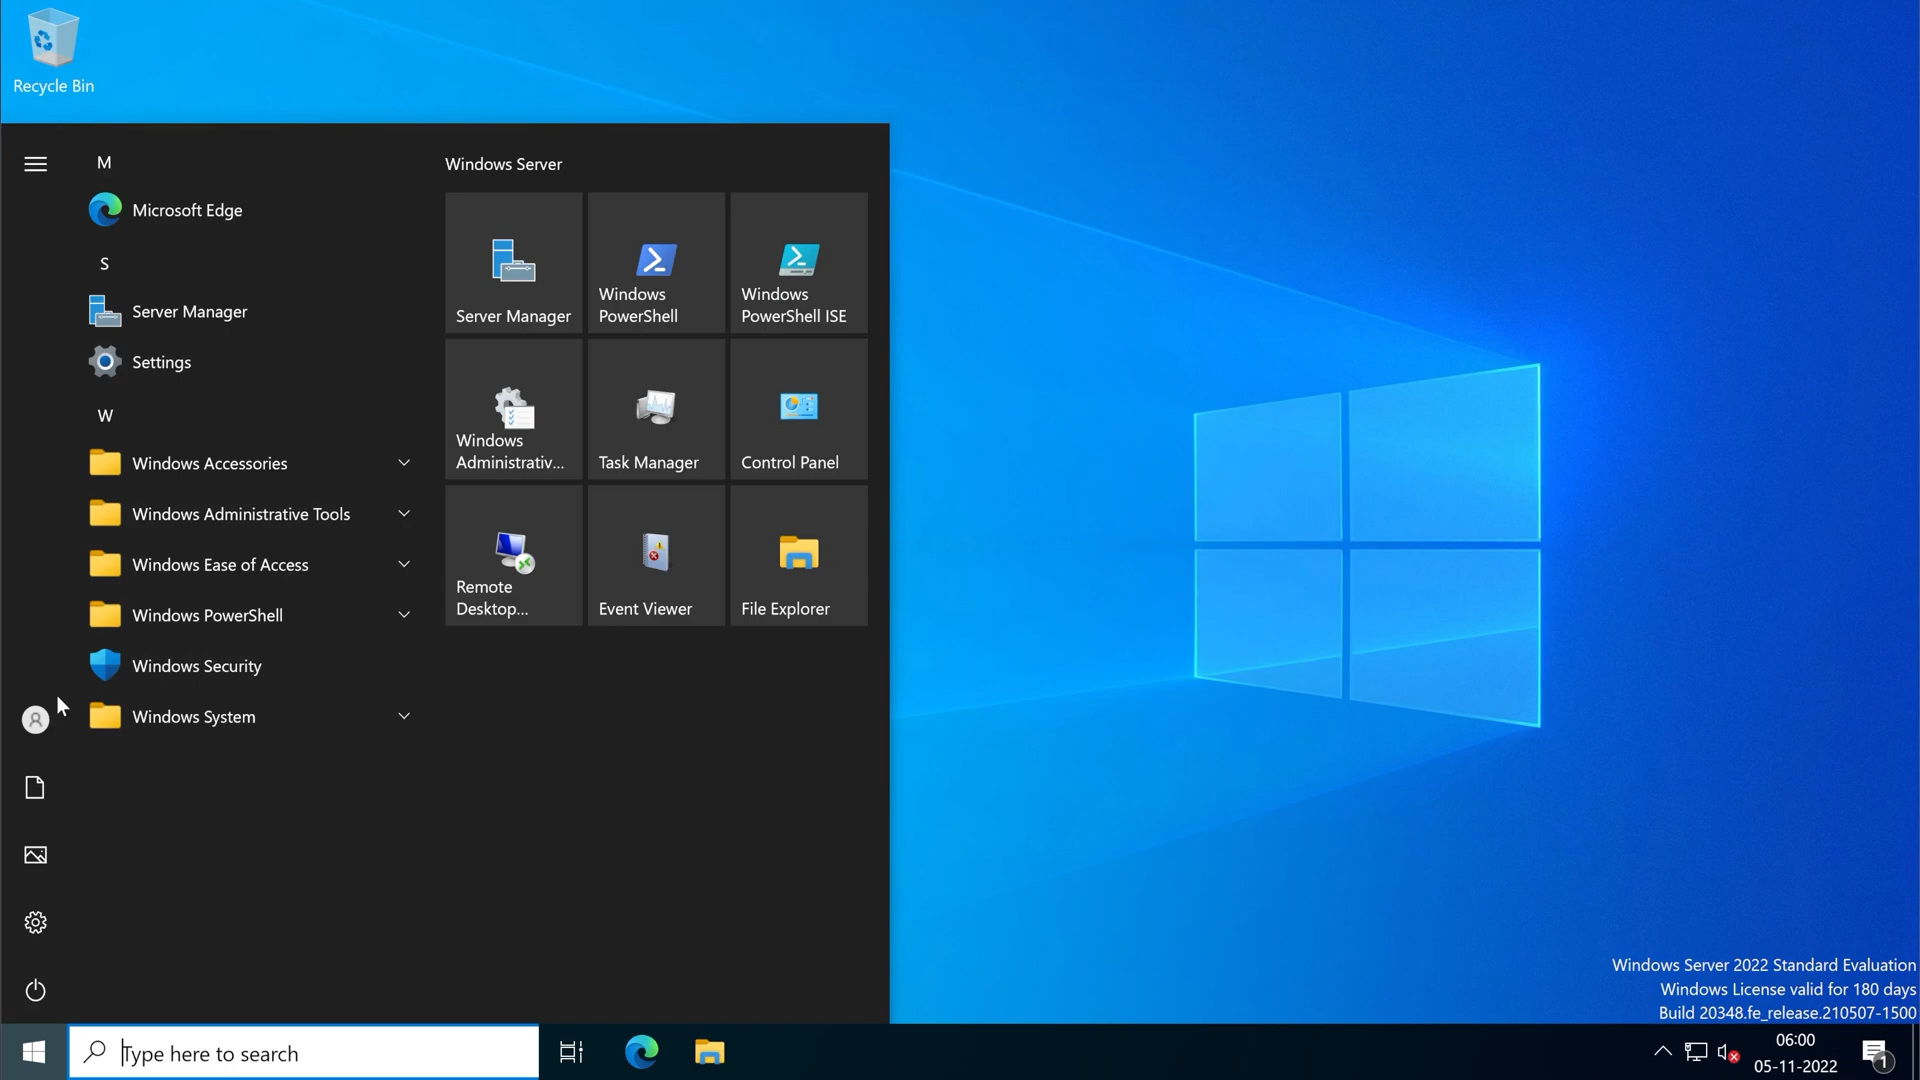 Recycle Bin
M
Microsoft Edge
S
Server Manager
Settings
W
Windows Accessories
Windows Administrative Tools
Windows Ease of Access
Windows PowerShell
Windows Security
Windows System
Windows Server
Server Manager
Windows
PowerShell
Windows
PowerShell ISE
Windows
Administrativ...
Task Manager
Control Panel
Remote
Desktop...
Event Viewer
File Explorer
Windows Server 2022 Standard Evaluation
Windows License valid for 180 days
Build 20348.fe_release.210507-1500
Type here to search
06:00
05-11-2022
1